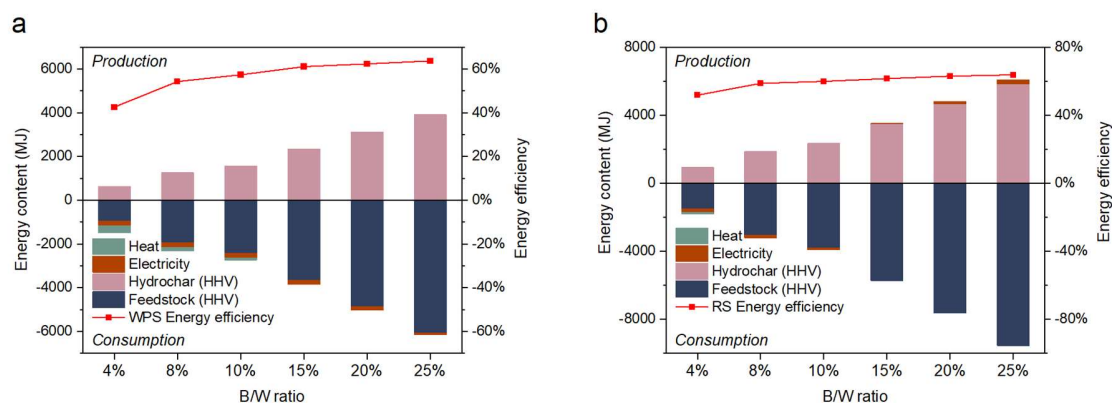 a
Production
6000
4000
2000
0
-2000
-4000
-6000
Energy content (MJ)
60%
40%
20%
0%
-20%
-40%
-60%
Energy efficiency
Heat
Electricity
Hydrochar (HHV)
Feedstock (HHV)
WPS Energy efficiency
Consumption
4% 8% 10% 15% 20% 25%
B/W ratio
b
Production
8000
4000
0
-4000
-8000
Energy content (MJ)
80%
40%
0%
-40%
-80%
Energy efficiency
Heat
Electricity
Hydrochar (HHV)
Feedstock (HHV)
RS Energy efficiency
Consumption
4% 8% 10% 15% 20% 25%
B/W ratio